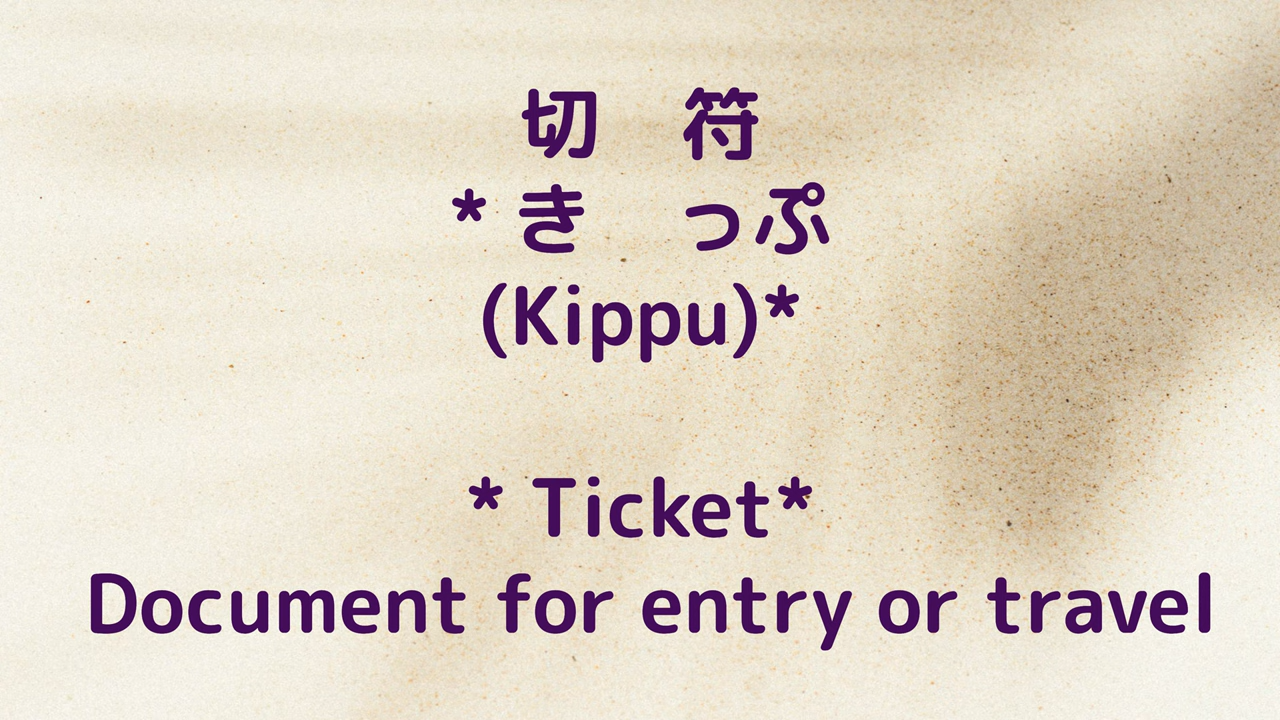 切　符
* き　っぷ
(Kippu)*
* Ticket*
Document for entry or travel